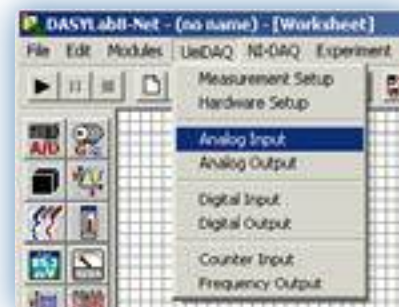 DASYLab-Net - (no name) - [Worksheet]
File Edit Modules UeiDAQ NI-DAQ Experiment
Measurement Setup
Hardware Setup
Analog Input
Analog Output
Digital Input
Digital Output
Counter Input
Frequency Output
A/D